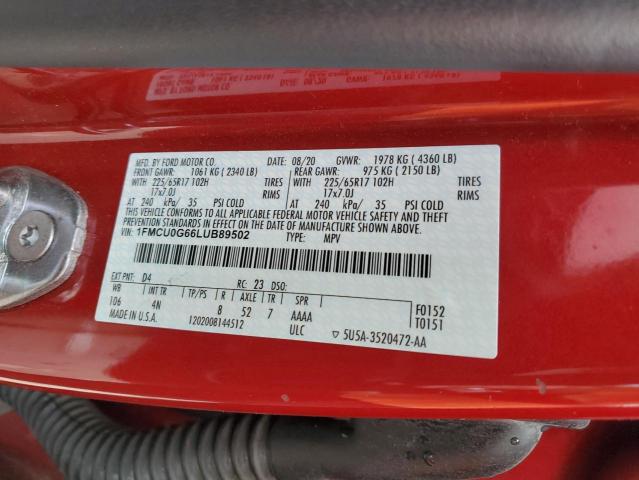 MFD. BY FORD MOTOR CO. 08/20 GVWR: 1978 KG ( 4360 LB)
FRONT GAWR: 1061 KG ( 2340 LB) REAR GAWR: 975 KG ( 2150 LB)
WITH 225/65R17 102H TIRES WITH 225/65R17 102H TIRES
17x7.0J RIMS 17x7.0J RIMS
AT 240 kPa/ 35 PSI COLD AT 240 kPa/ 35 PSI COLD
THIS VEHICLE CONFORMS TO ALL APPLICABLE FEDERAL MOTOR VEHICLE SAFETY AND
THEFT PREVENTION STANDARDS IN EFFECT ON THE DATE OF MANUFACTURE SHOWN ABOVE.
VIN: 1FMCU0G66LUB89502 TYPE: MPV
EXT PNT: D4 RC: 23 DSO:
WB INT TR TP/PS R AXLE TR SPR
106 4N 8 52 7 AAAA F0152
MADE IN U.S.A. 1202008144512 ULC T0151
▽ 5U5A-3520472-AA